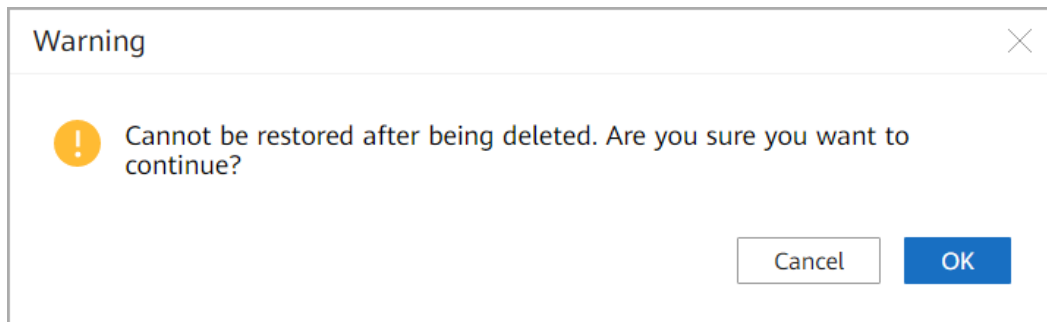 Warning
Cannot be restored after being deleted. Are you sure you want to
continue?
Cancel
OK